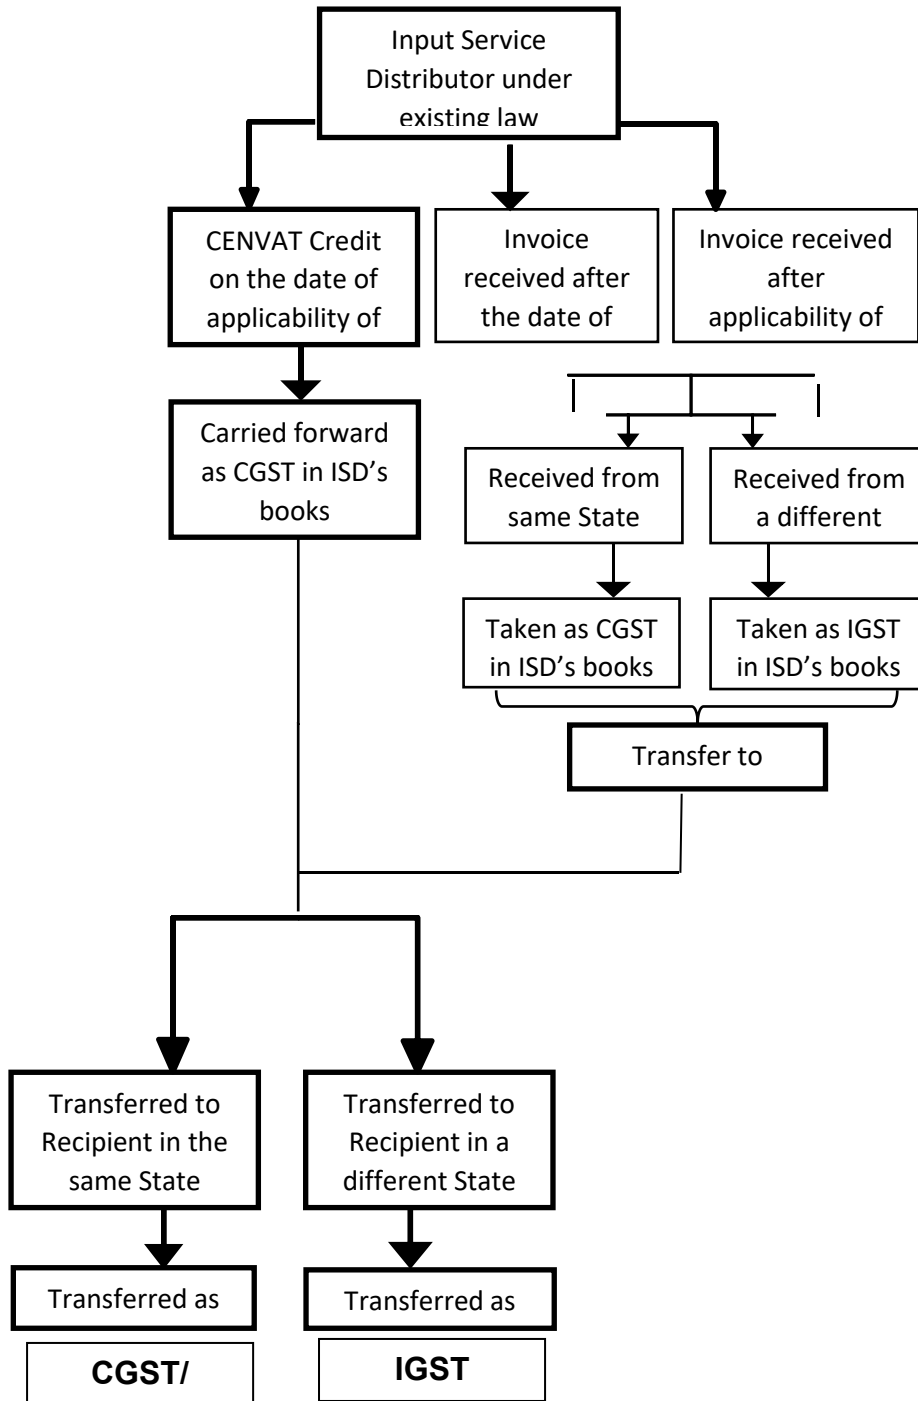 Input Service
Distributor under
existing law
CENVAT Credit
on the date of
applicability of
Invoice
received after
the date of
Invoice received
after
applicability of
Carried forward
as CGST in ISD’s
books
Received from
same State
Received from
a different
Taken as CGST
in ISD’s books
Taken as IGST
in ISD’s books
Transfer to
Transferred to
Recipient in the
same State
Transferred to
Recipient in a
different State
Transferred as
Transferred as
CGST/
IGST